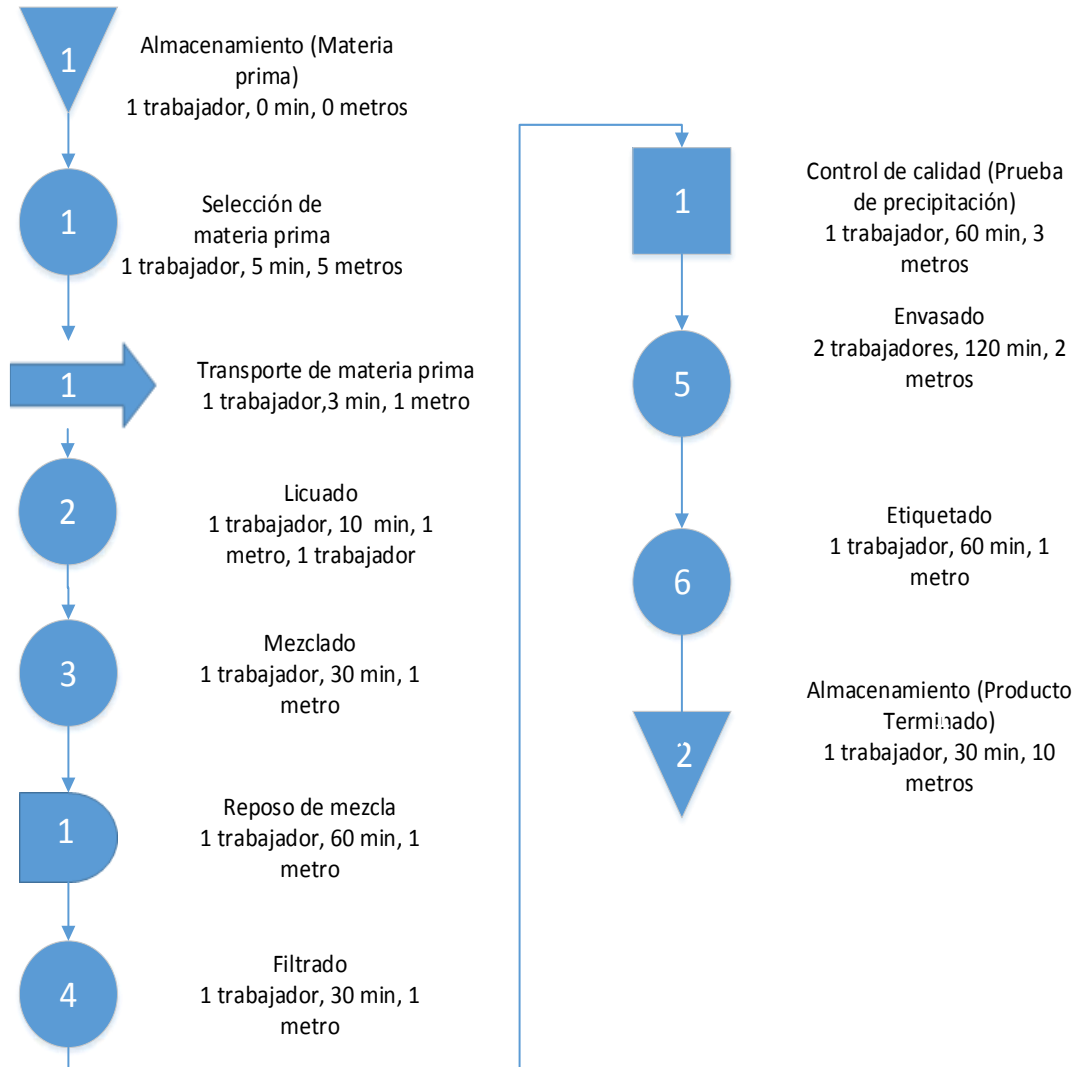 1
Almacenamiento (Materia
prima)
1 trabajador, 0 min, 0 metros
1
Selección de
materia prima
1 trabajador, 5 min, 5 metros
1
Transporte de materia prima
1 trabajador,3 min, 1 metro
2
Licuado
1 trabajador, 10 min, 1
metro, 1 trabajador
3
Mezclado
1 trabajador, 30 min, 1
metro
1
Reposo de mezcla
1 trabajador, 60 min, 1
metro
4
Filtrado
1 trabajador, 30 min, 1
metro
1
Control de calidad (Prueba
de precipitación)
1 trabajador, 60 min, 3
metros
5
Envasado
2 trabajadores, 120 min, 2
metros
6
Etiquetado
1 trabajador, 60 min, 1
metro
2
Almacenamiento (Producto
Terminado)
1 trabajador, 30 min, 10
metros